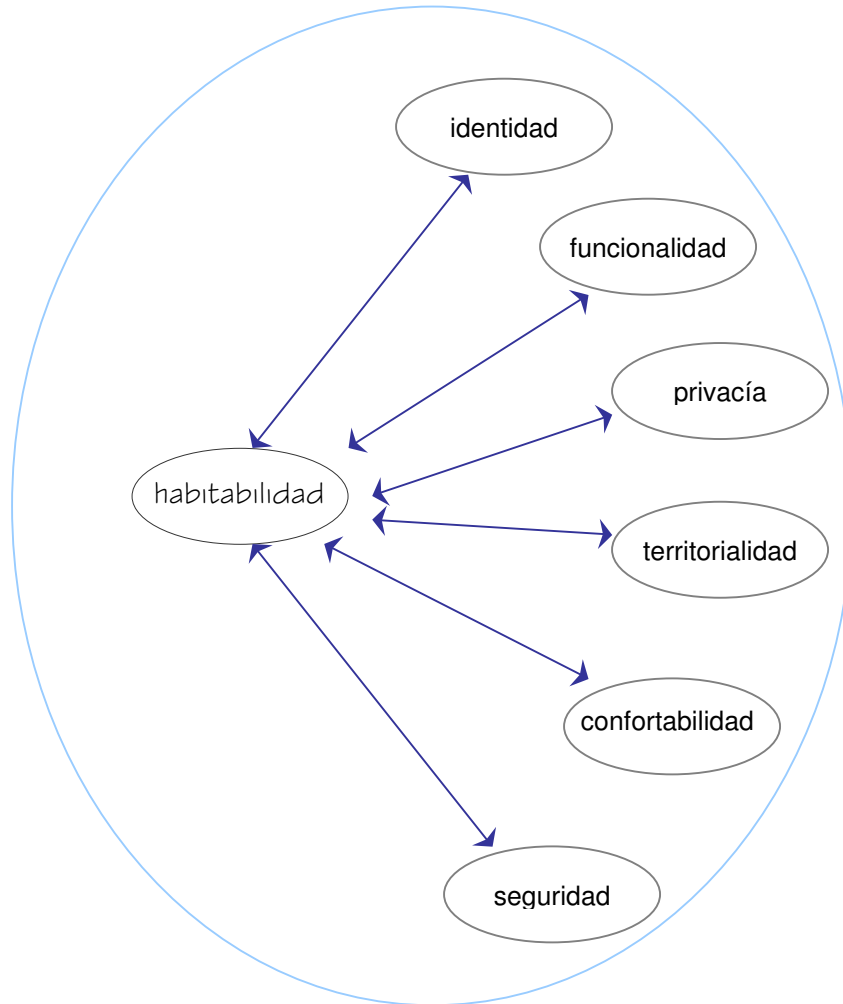 identidad
funcionalidad
privacía
habitabilidad
territorialidad
confortabilidad
seguridad